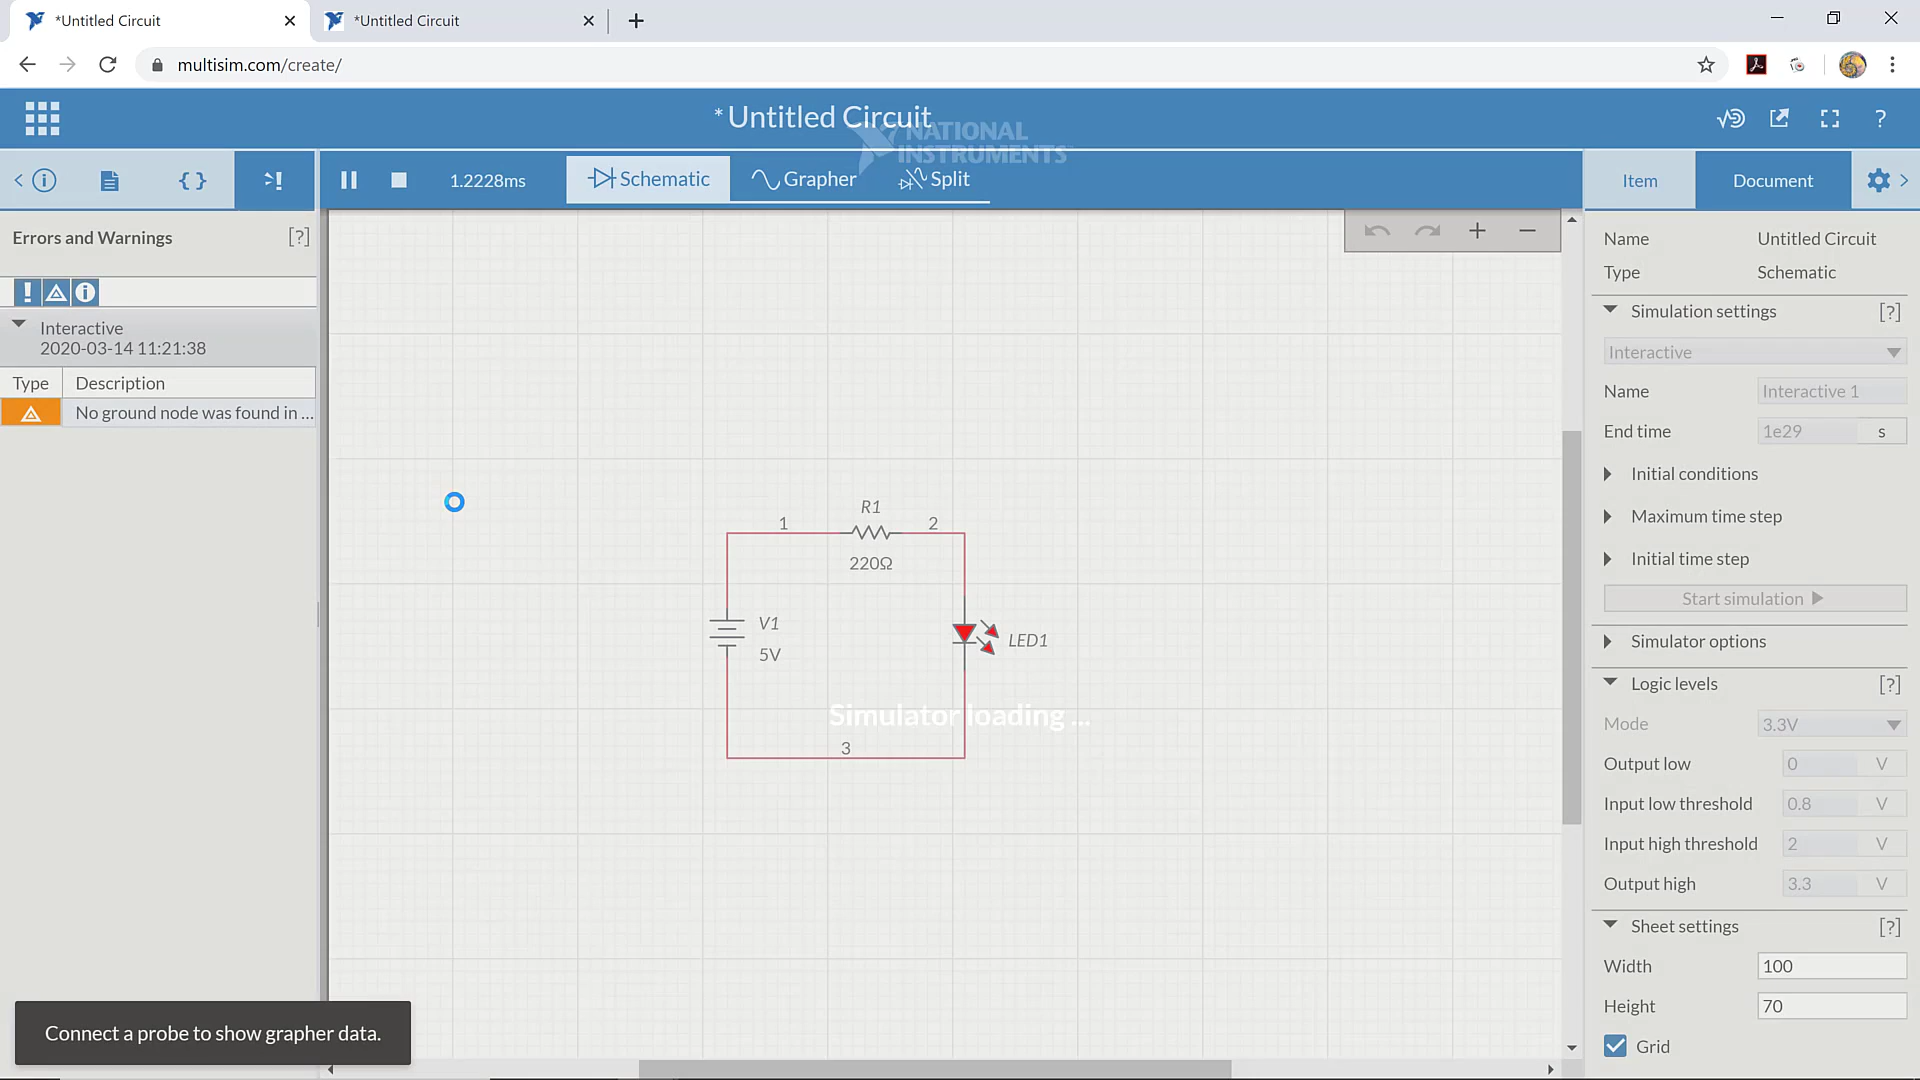 *Untitled Circuit
*Untitled Circuit
multisim.com/create/
* Untitled Circuit
NATIONAL
INSTRUMENTS™
?
{ }
1.2228ms
Schematic
Grapher
Split
Item
Document
Errors and Warnings
[?]
Interactive
2020-03-14 11:21:38
Type
Description
No ground node was found in ...
R1
1
2
220Ω
V1
5V
LED1
Simulator loading ...
3
Name
Untitled Circuit
Type
Schematic
Simulation settings
[?]
Interactive
Name
Interactive 1
End time
1e29
s
Initial conditions
Maximum time step
Initial time step
Start simulation
Simulator options
Logic levels
[?]
Mode
3.3V
Output low
0
V
Input low threshold
0.8
V
Input high threshold
2
V
Output high
3.3
V
Sheet settings
[?]
Width
100
Height
70
Grid
Connect a probe to show grapher data.